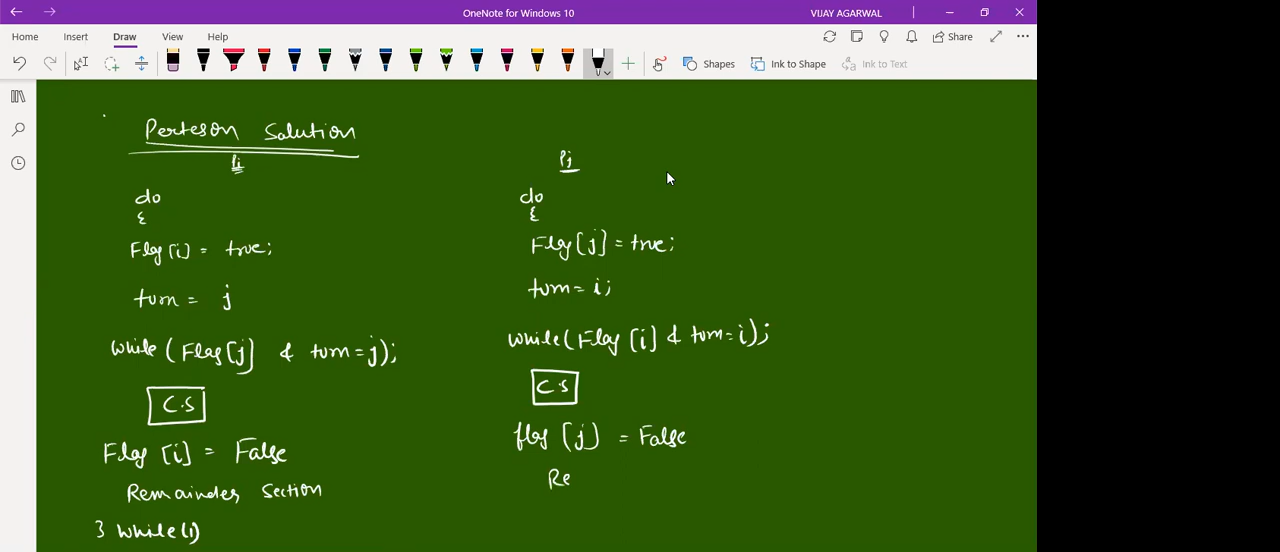 OneNote for Windows 10
VIJAY AGARWAL
Home
Insert
Draw
View
Help
Share
Shapes
Ink to Shape
Ink to Text
Perteson Solution
Pi
do
{
Flag[i] = true;
turn = j
while (Flag[j] & turn=j);
C.S
Flag [i] = False
Remainder Section
} while(1)
Pj
do
{
Flag[j] = true;
turn = i;
while(Flag [i] & turn=i);
C.S
flag [j] = False
Re